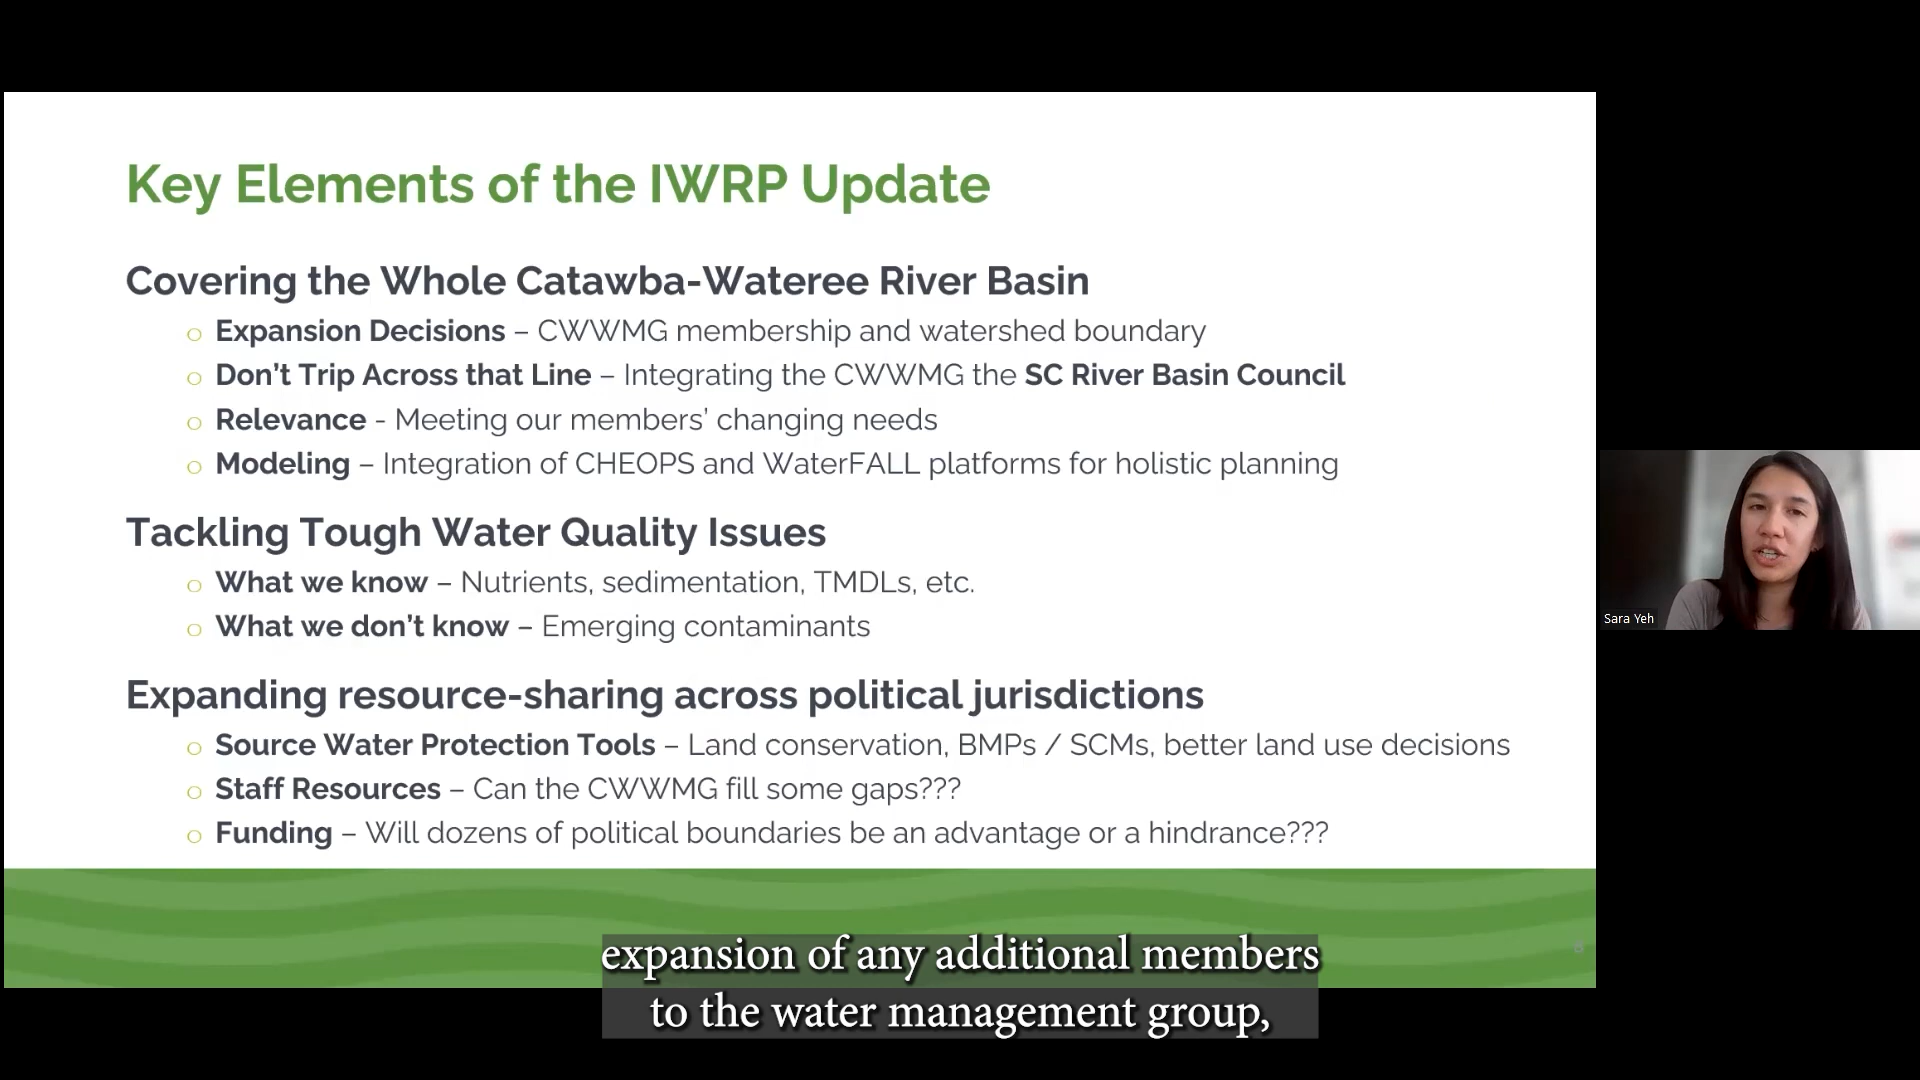 Key Elements of the IWRP Update
Covering the Whole Catawba-Wateree River Basin
o Expansion Decisions – CWWMG membership and watershed boundary
o Don't Trip Across that Line – Integrating the CWWMG the SC River Basin Council
o Relevance - Meeting our members' changing needs
o Modeling – Integration of CHEOPS and WaterFALL platforms for holistic planning
Tackling Tough Water Quality Issues
o What we know – Nutrients, sedimentation, TMDLs, etc.
o What we don't know – Emerging contaminants
Expanding resource-sharing across political jurisdictions
o Source Water Protection Tools – Land conservation, BMPs / SCMs, better land use decisions
o Staff Resources – Can the CWWMG fill some gaps???
o Funding – Will dozens of political boundaries be an advantage or a hindrance???
Sara Yeh
expansion of any additional members
to the water management group,